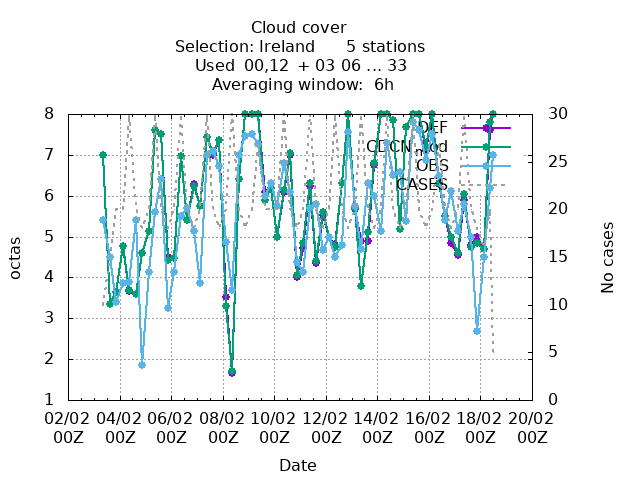 Cloud cover
Selection: Ireland 5 stations
Used 00,12 + 03 06 ... 33
Averaging window: 6h
8
7
6
5
4
3
2
1
octas
30
25
20
15
10
5
0
No cases
OBS
CASES
02/02 04/02 06/02 08/02 10/02 12/02 14/02 16/02 18/02 20/02
00Z 00Z 00Z 00Z 00Z 00Z 00Z 00Z 00Z 00Z
Date